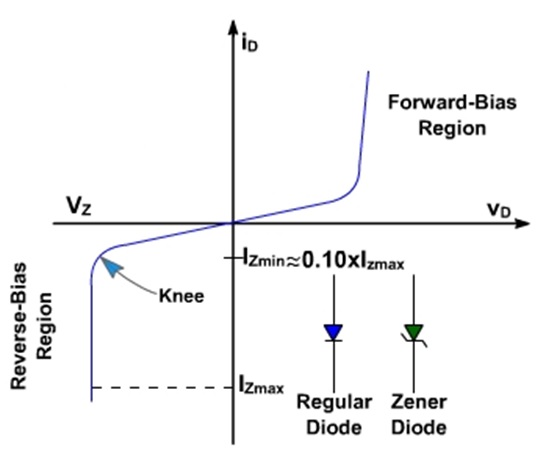 iD
Forward-Bias
Region
VZ
vD
IZmin≈0.10xIzmax
Knee
Reverse-Bias
Region
IZmax
Regular
Diode
Zener
Diode